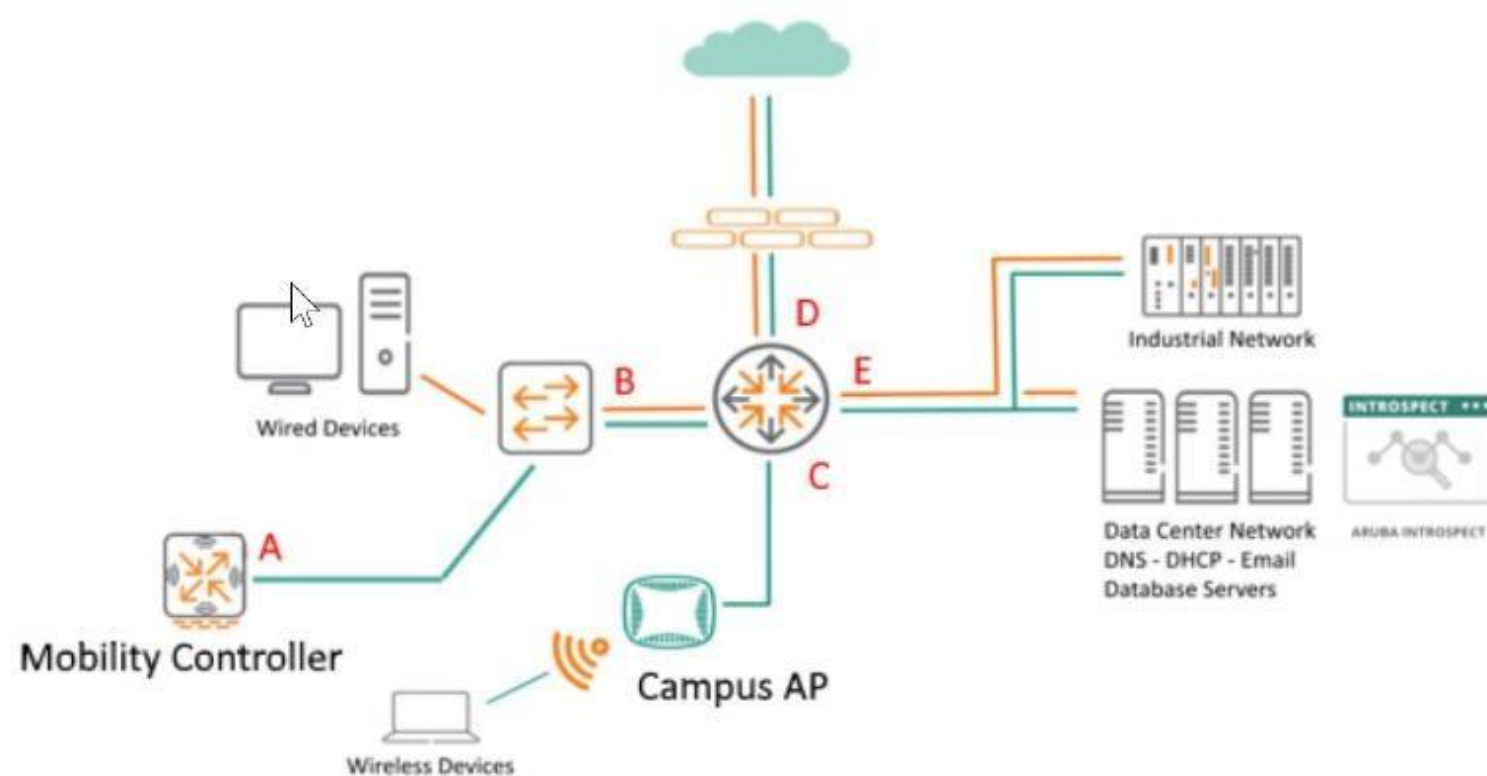 D
Industrial Network
B
E
Wired Devices
INTROSPECT
C
A
Data Center Network
DNS - DHCP - Email
Database Servers
ARUBA INTROSPECT
Mobility Controller
Campus AP
Wireless Devices